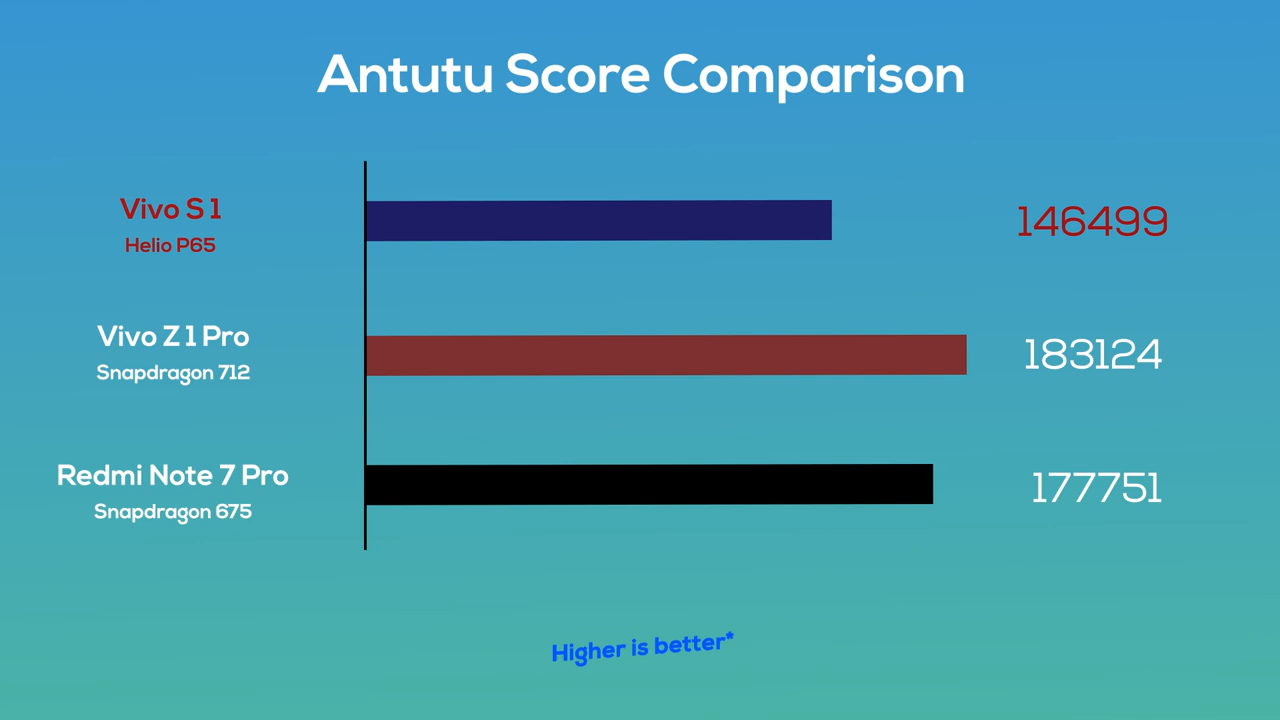 Antutu Score Comparison
Vivo S 1
Helio P65
146499
Vivo Z 1 Pro
Snapdragon 712
183124
Redmi Note 7 Pro
Snapdragon 675
177751
Higher is better*